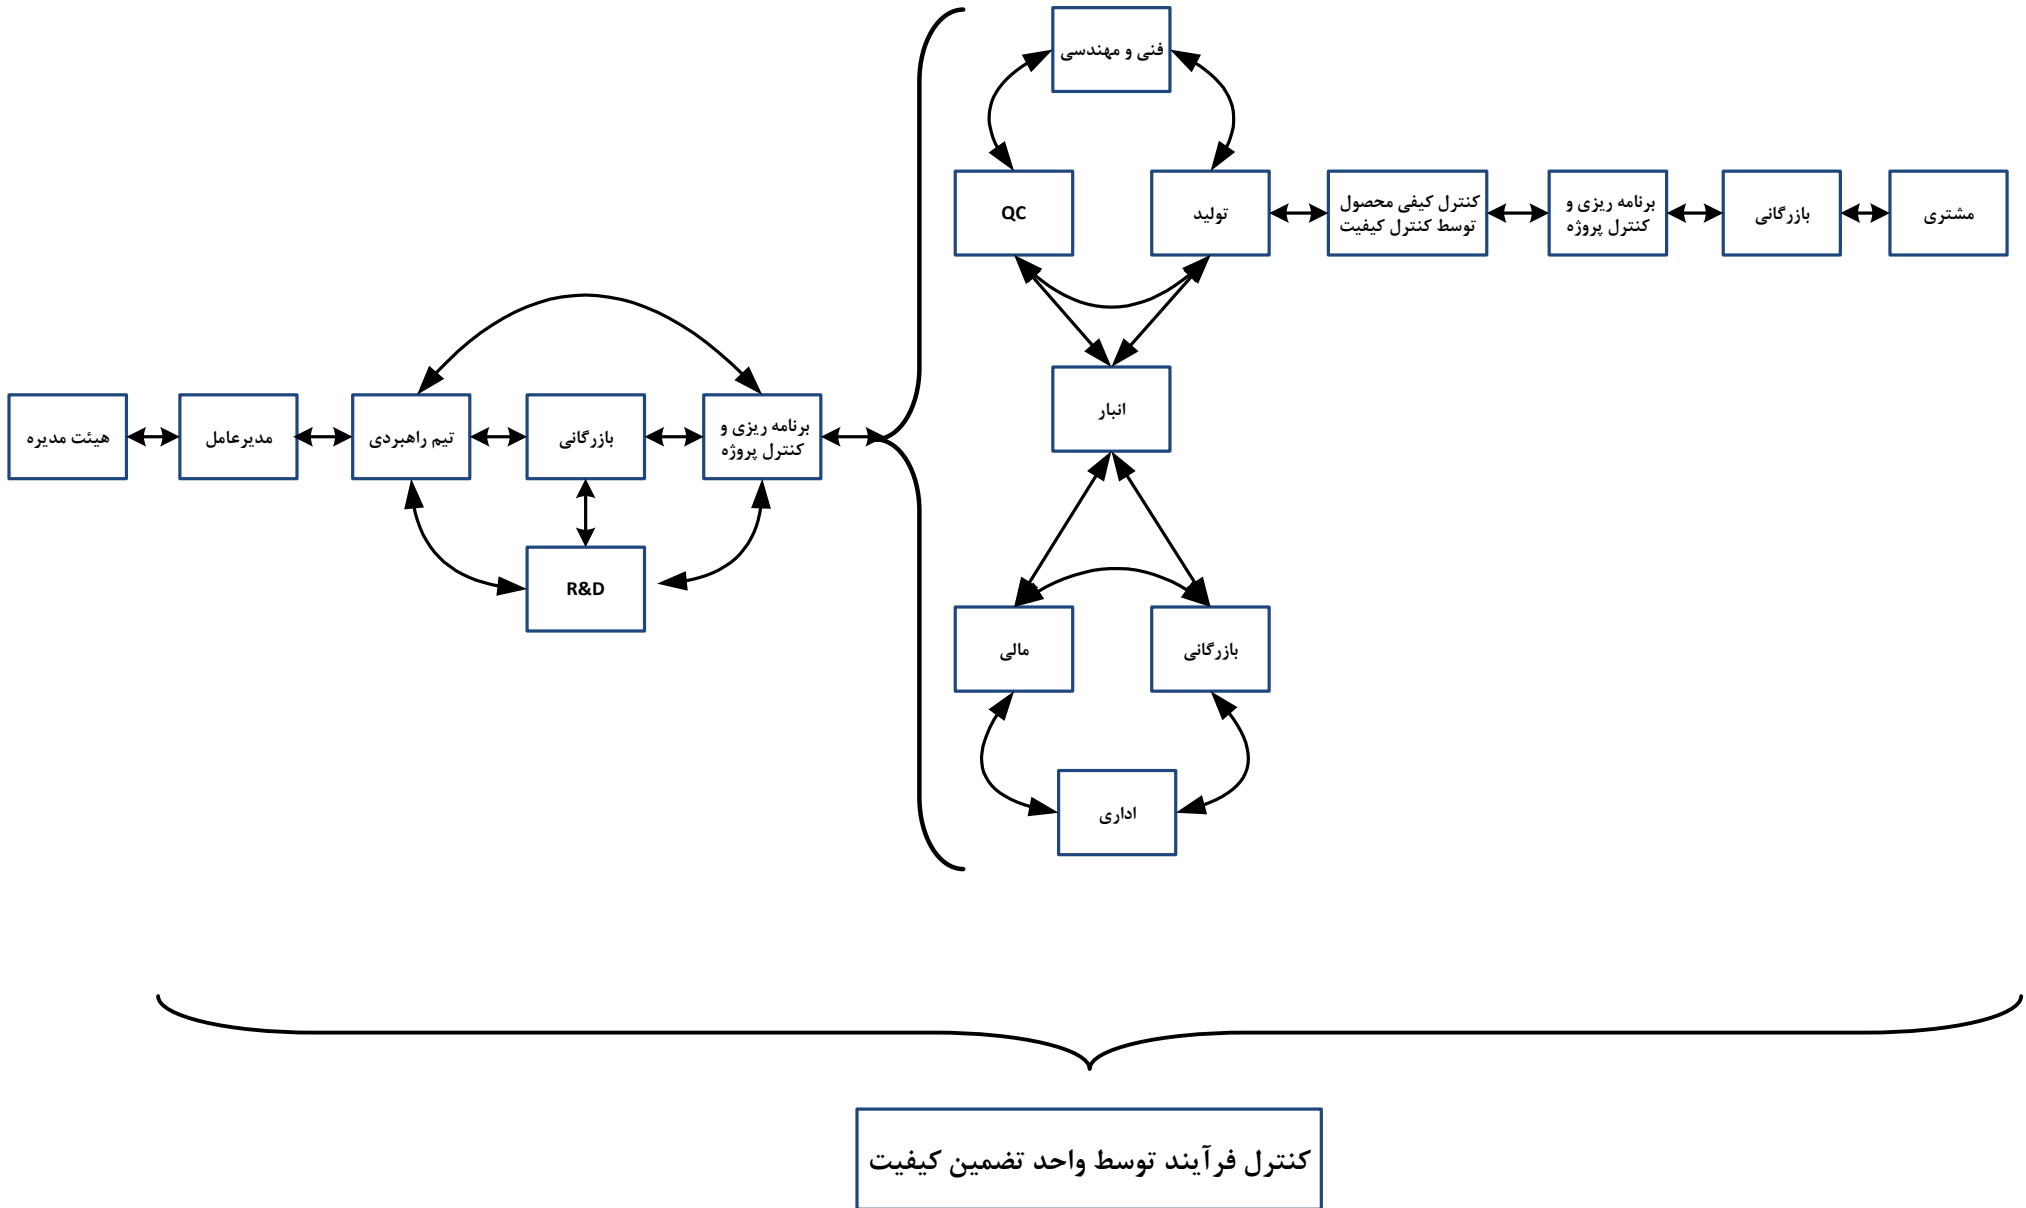 فنی و مهندسی
QC
تولید
کنترل کیفی محصول
توسط کنترل کیفیت
برنامه ریزی و
کنترل پروژه
بازرگانی
مشتری
هیئت مدیره
مدیرعامل
تیم راهبردی
بازرگانی
برنامه ریزی و
کنترل پروژه
انبار
R&D
مالی
بازرگانی
اداری
کنترل فرآیند توسط واحد تضمین کیفیت